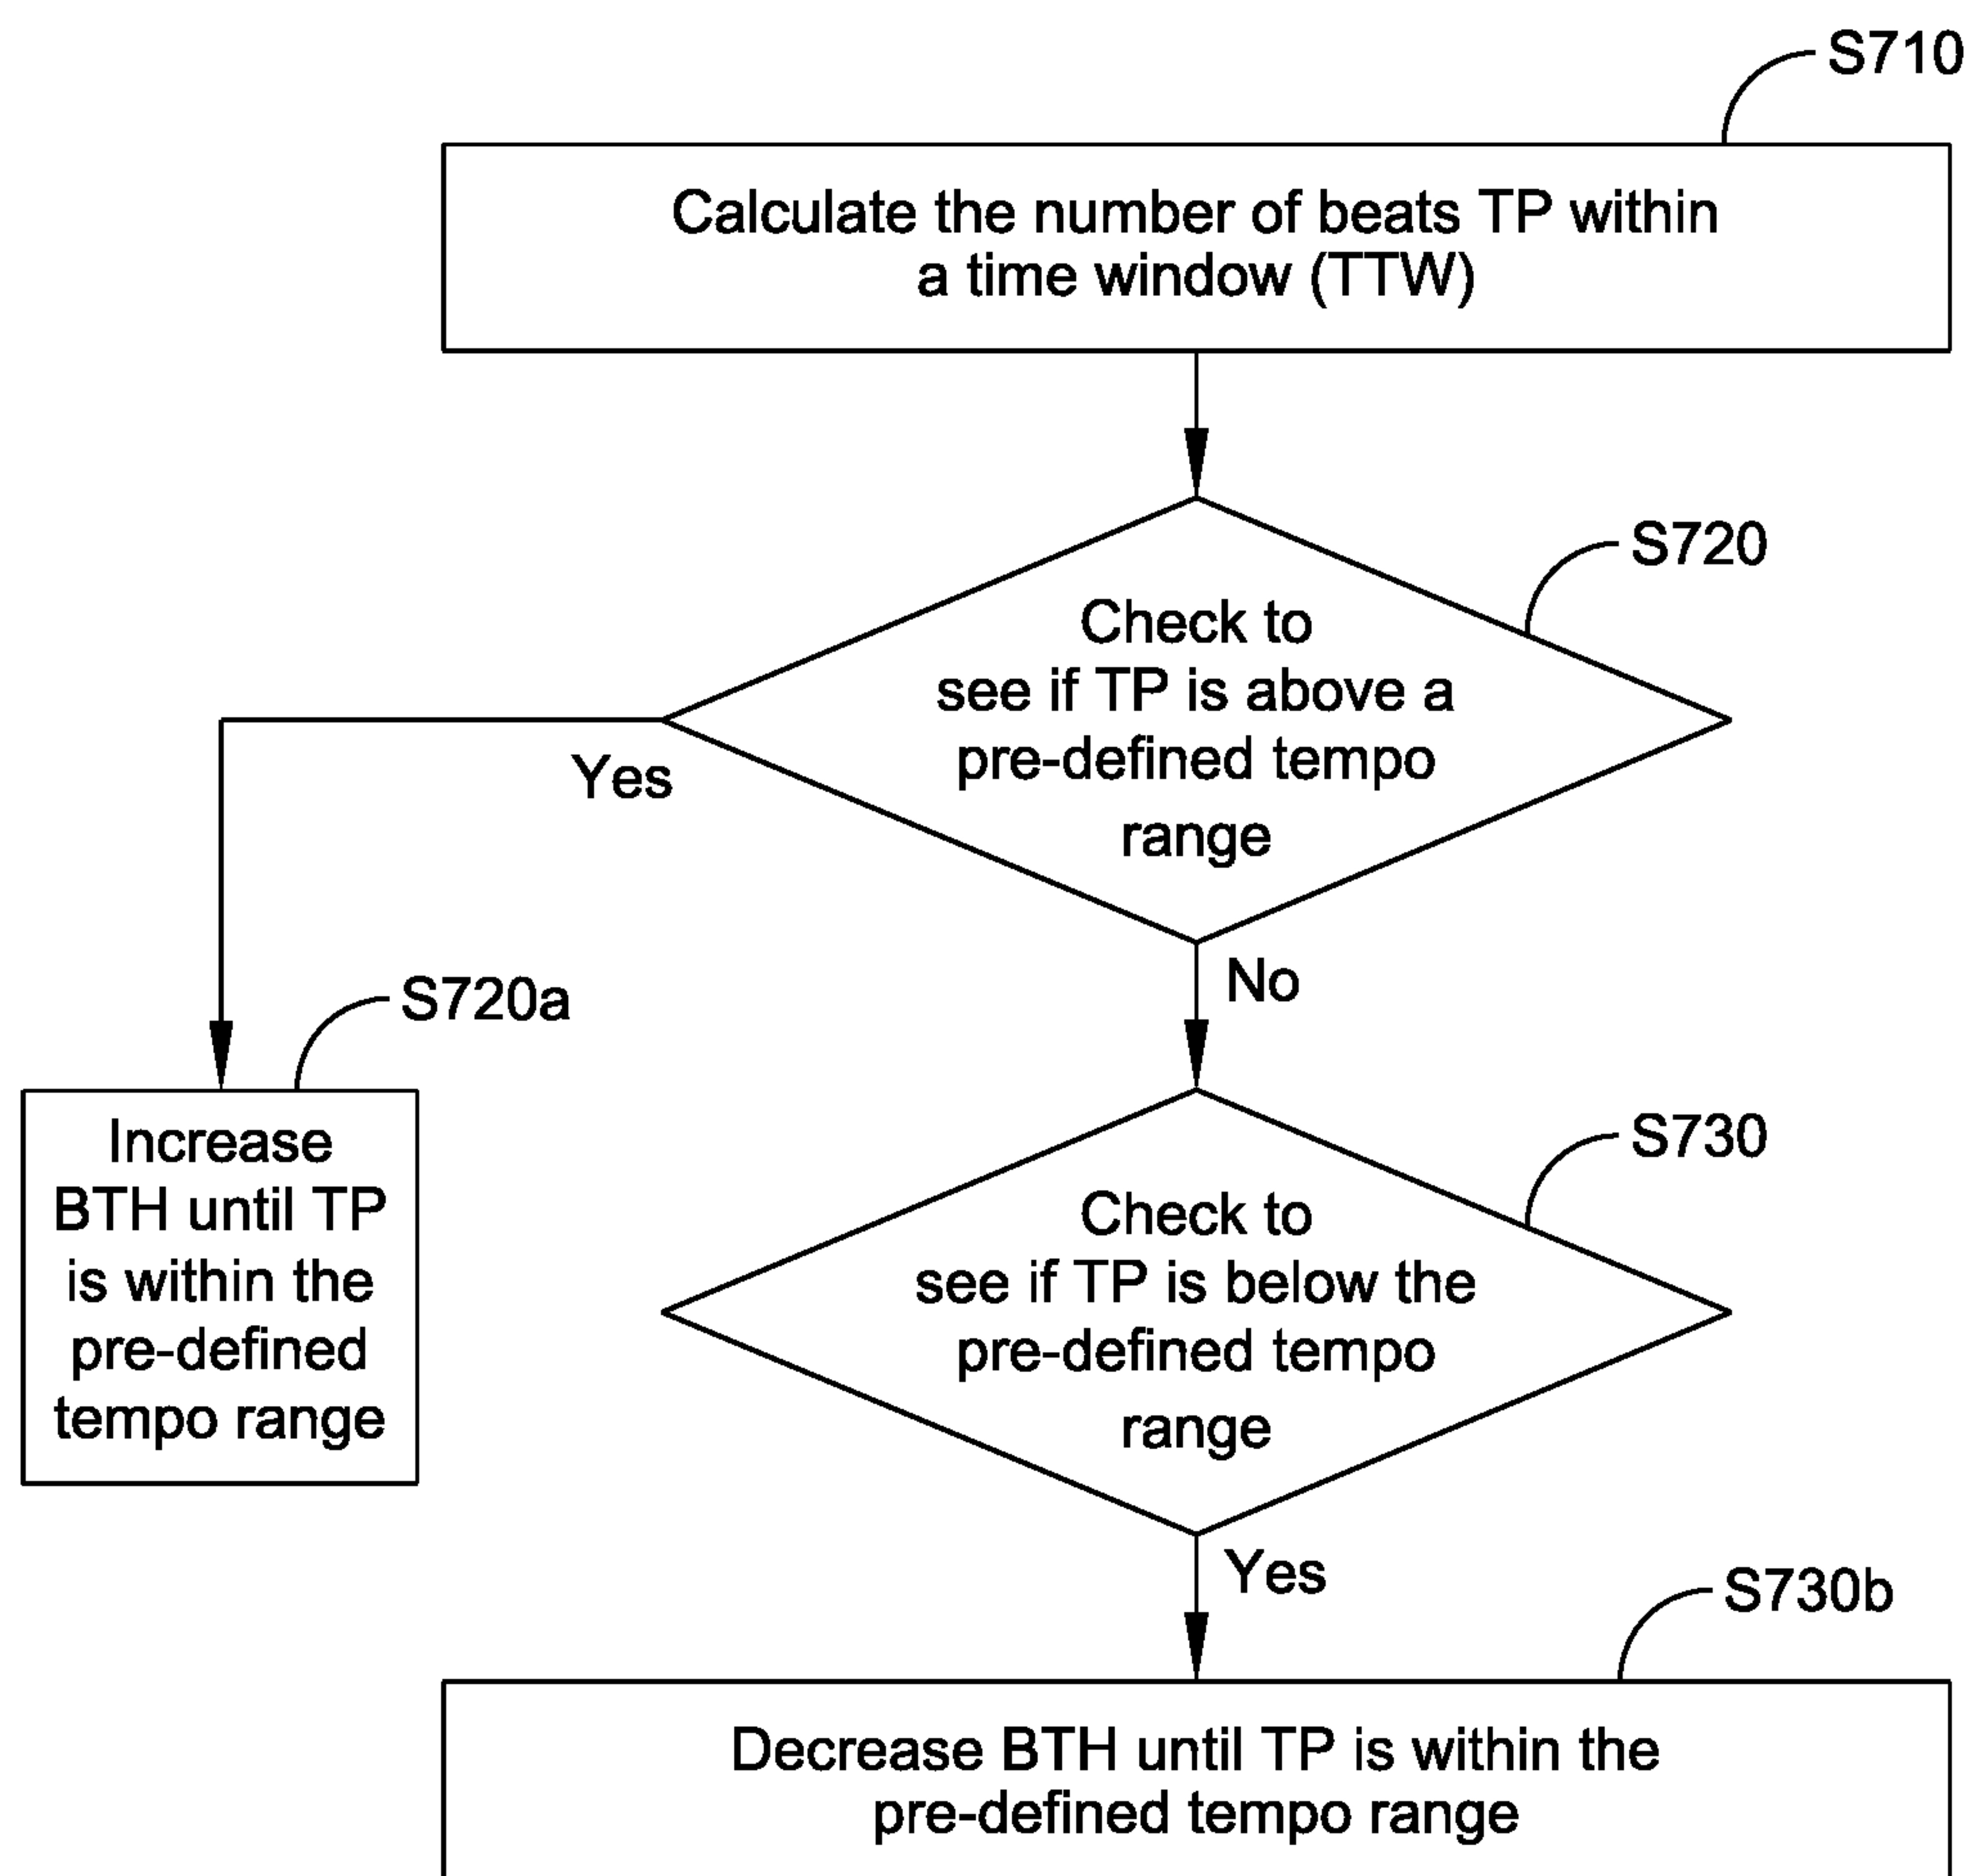 S710
Calculate the number of beats TP within
a time window (TTW)
S720
Check to
see if TP is above a
pre-defined tempo
range
Yes
No
S720a
Increase
BTH until TP
is within the
pre-defined
tempo range
S730
Check to
see if TP is below the
pre-defined tempo
range
Yes
S730b
Decrease BTH until TP is within the
pre-defined tempo range